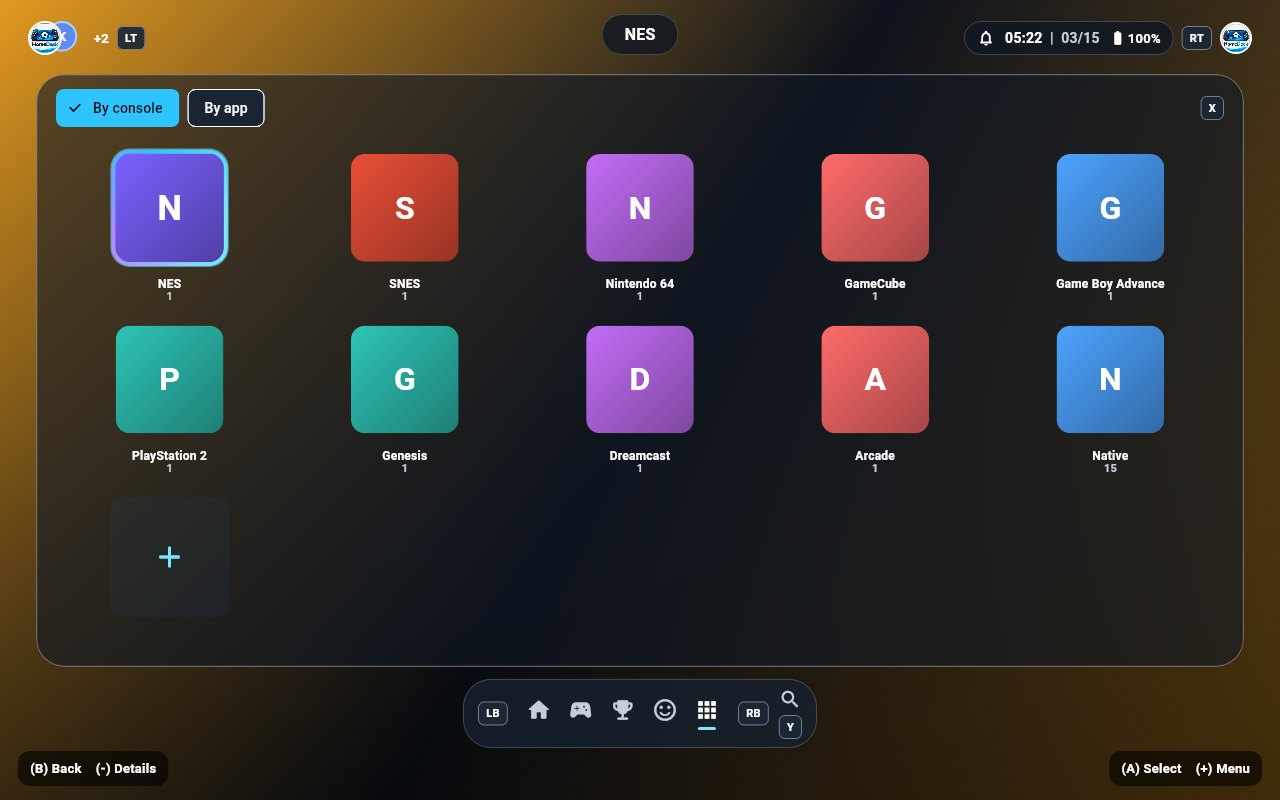 +2 LT
NES
05:22 | 03/15 100% RT
By console By app X
N S N G G
NES SNES Nintendo 64 GameCube Game Boy Advance
1 1 1 1 1
P G D A N
PlayStation 2 Genesis Dreamcast Arcade Native
1 1 1 1 15
LB RB Y
(B) Back (-) Details
(A) Select (+) Menu